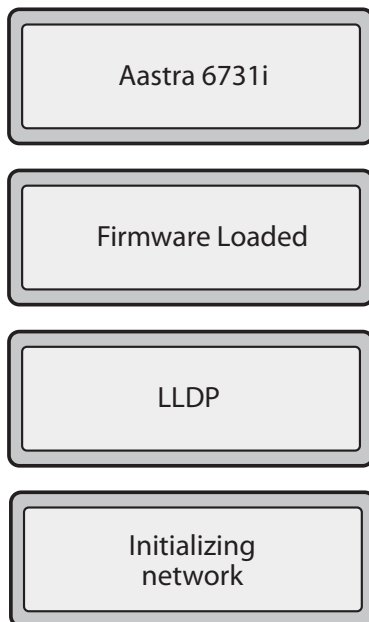 Aastra 6731i
Firmware Loaded
LLDP
Initializing
network